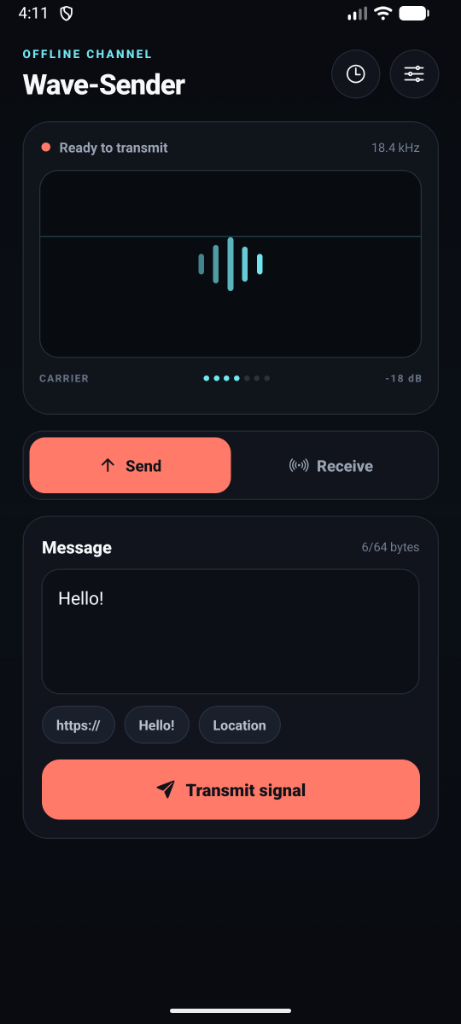 4:11
OFFLINE CHANNEL
Wave-Sender
Ready to transmit 18.4 kHz
CARRIER -18 dB
Send Receive
Message 6/64 bytes
Hello!
https:// Hello! Location
Transmit signal